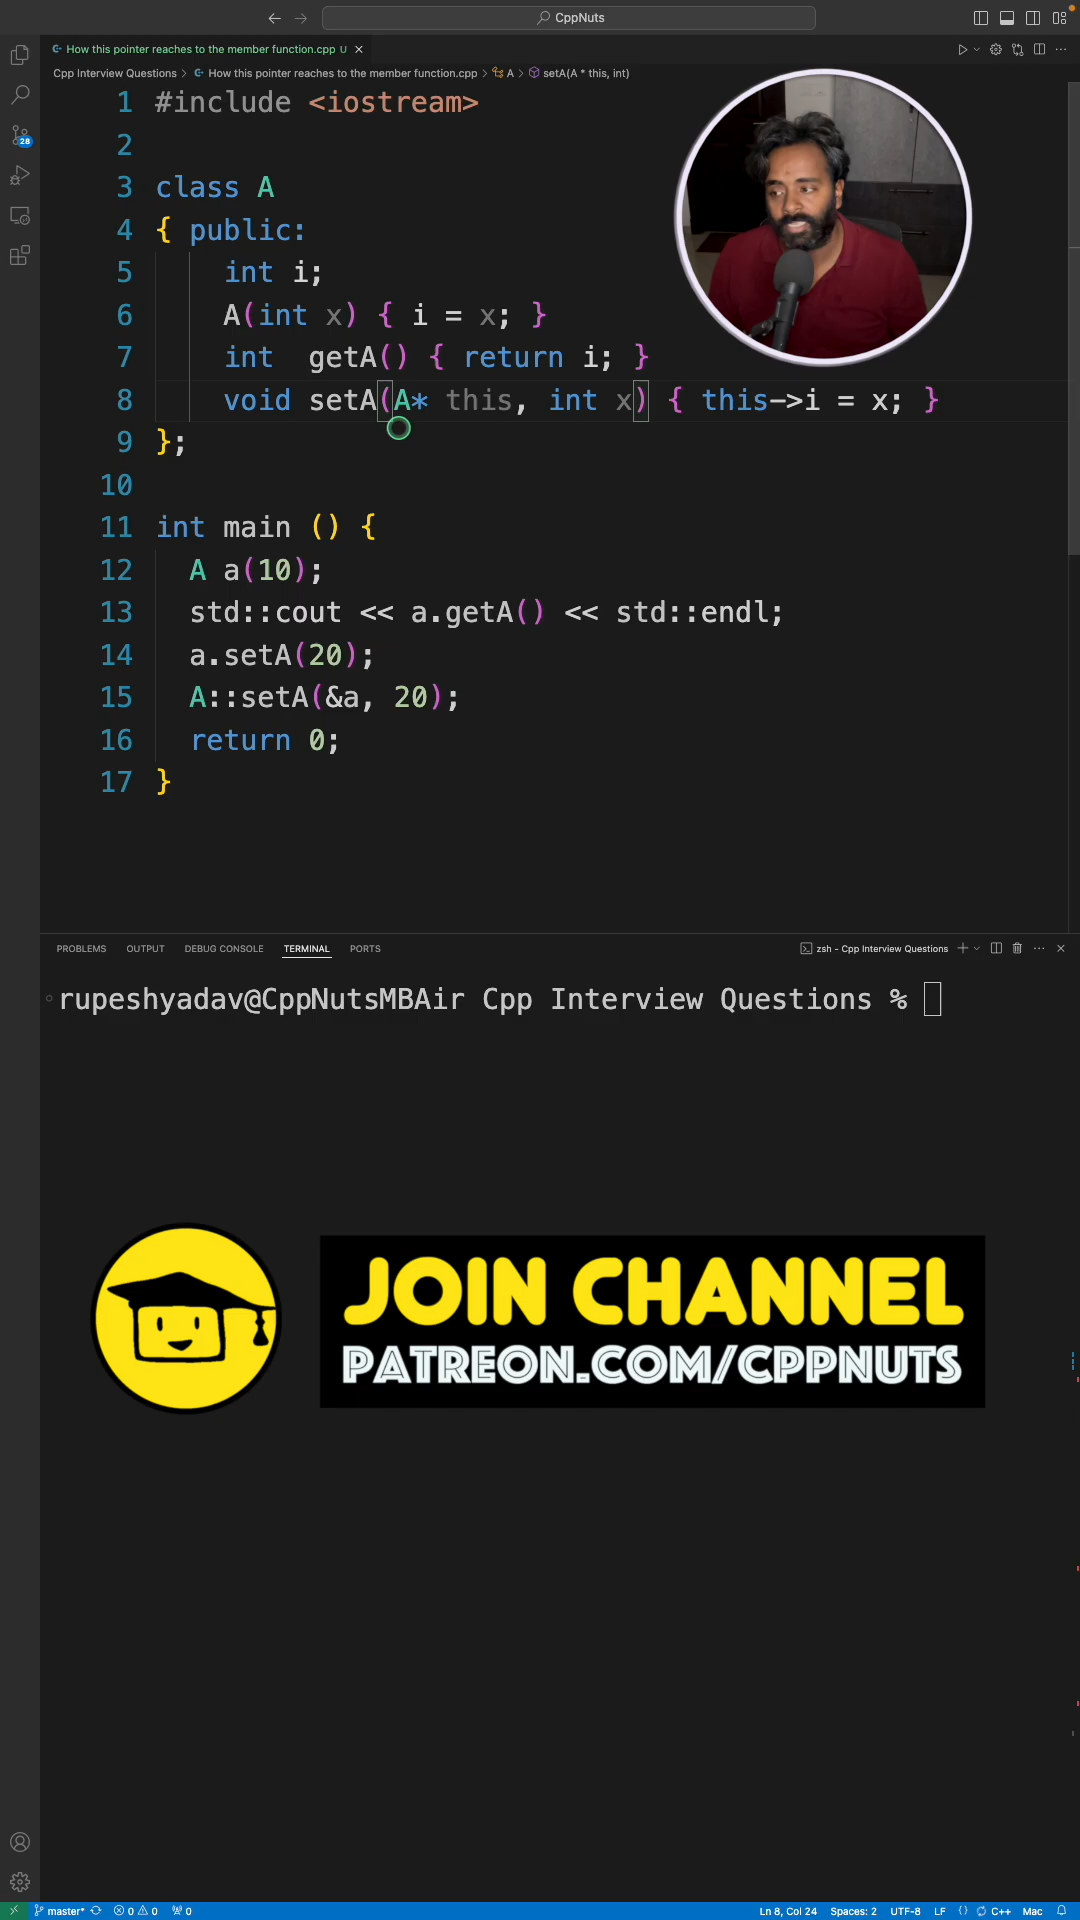 CppNuts
How this pointer reaches to the member function.cpp U
Cpp Interview Questions > How this pointer reaches to the member function.cpp > A > setA(A * this, int)
1 #include <iostream>
2
3 class A
4 { public:
5 int i;
6 A(int x) { i = x; }
7 int getA() { return i; }
8 void setA(A* this, int x) { this->i = x; }
9 };
10
11 int main () {
12 A a(10);
13 std::cout << a.getA() << std::endl;
14 a.setA(20);
15 A::setA(&a, 20);
16 return 0;
17 }
28
PROBLEMS OUTPUT DEBUG CONSOLE TERMINAL PORTS zsh - Cpp Interview Questions
rupeshyadav@CppNutsMBAir Cpp Interview Questions %
JOIN CHANNEL
PATREON.COM/CPPNUTS
master* 0 0 0 Ln 8, Col 24 Spaces: 2 UTF-8 LF {} C++ Mac